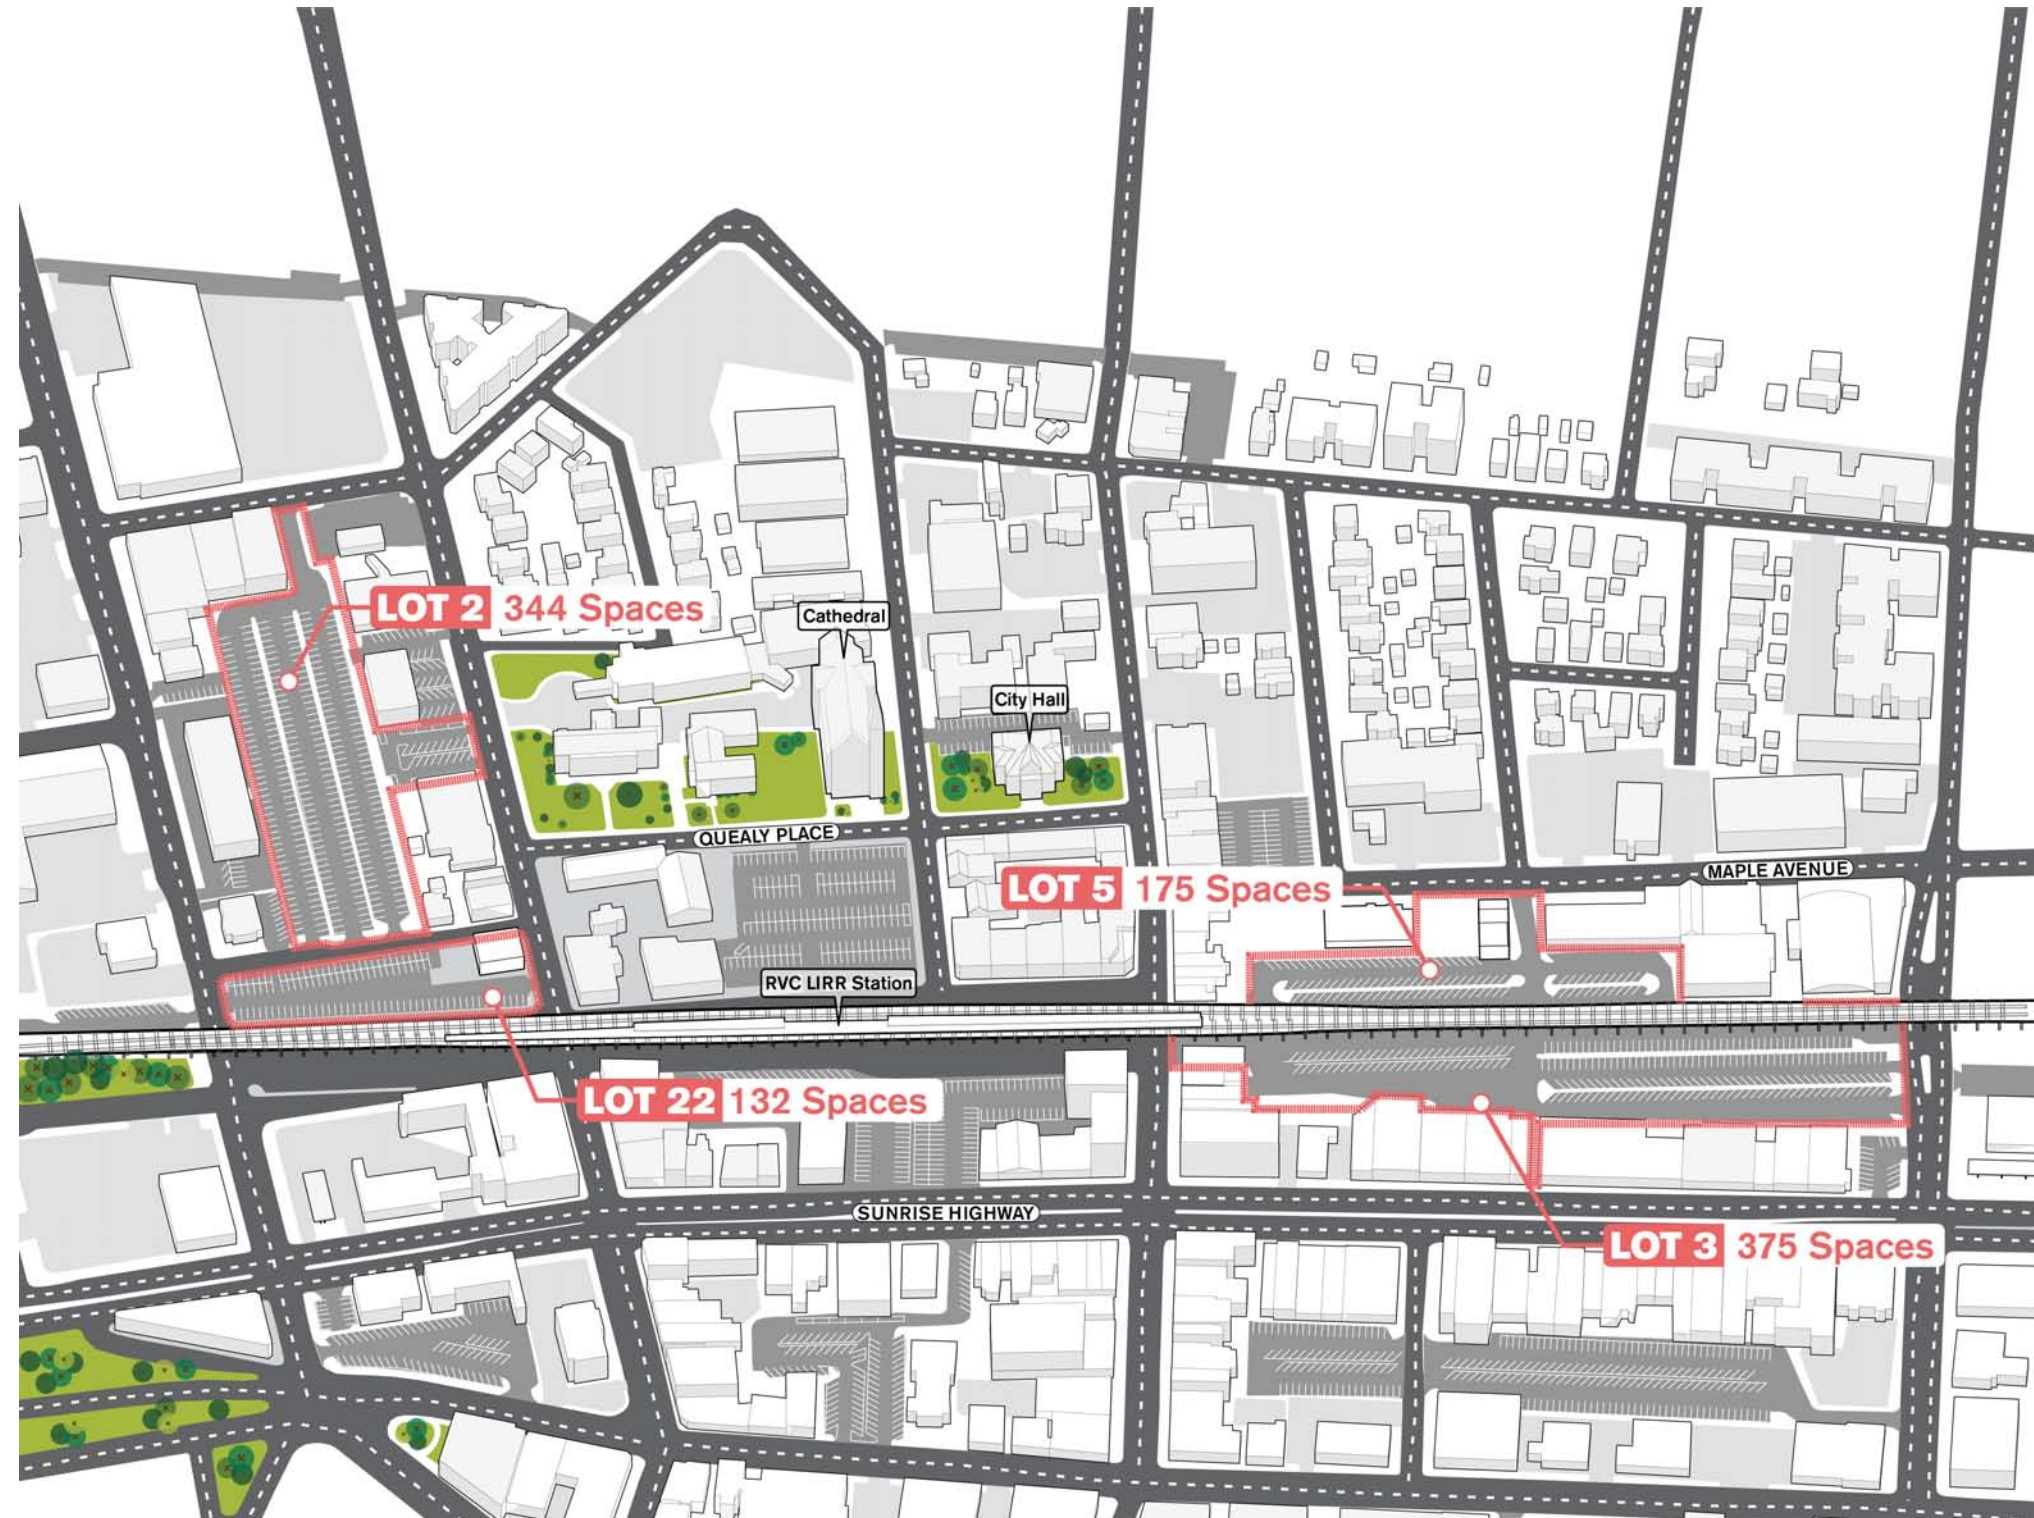 LOT 2 344 Spaces
Cathedral
City Hall
QUEALY PLACE
MAPLE AVENUE
LOT 5 175 Spaces
RVC LIRR Station
LOT 22 132 Spaces
SUNRISE HIGHWAY
LOT 3 375 Spaces